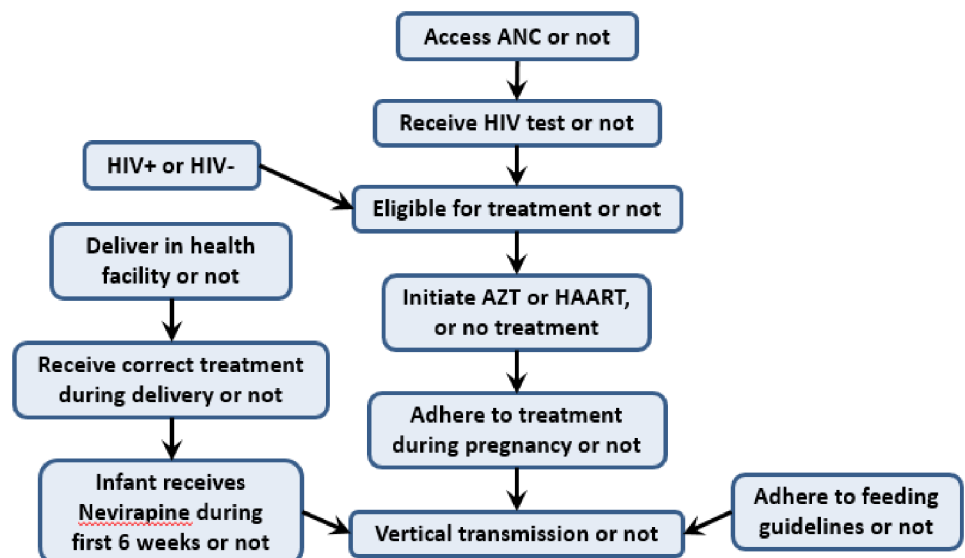 Access ANC or not
Receive HIV test or not
HIV+ or HIV-
Eligible for treatment or not
Deliver in health
facility or not
Initiate AZT or HAART,
or no treatment
Receive correct treatment
during delivery or not
Adhere to treatment
during pregnancy or not
Infant receives
Nevirapine during
first 6 weeks or not
Vertical transmission or not
Adhere to feeding
guidelines or not